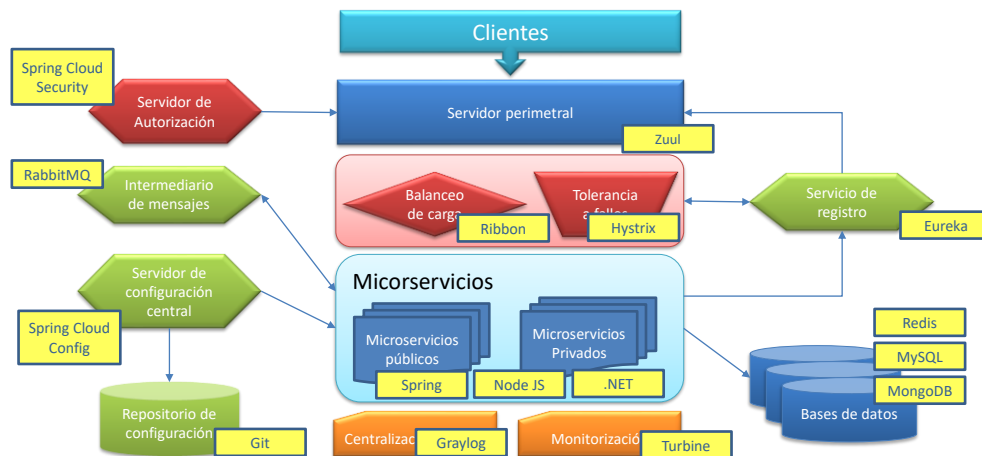 Clientes
Spring Cloud
Security
Servidor de
Autorización
Servidor perimetral
Zuul
RabbitMQ
Intermediario
de mensajes
Balanceo
de carga
Ribbon
Tolerancia
a fallos
Hystrix
Servicio de
registro
Eureka
Servidor de
configuración
central
Spring Cloud
Config
Micorservicios
Microservicios
públicos
Microservicios
Privados
Spring
Node JS
.NET
Redis
MySQL
MongoDB
Bases de datos
Repositorio de
configuración
Git
Graylog
Monitorización
Turbine